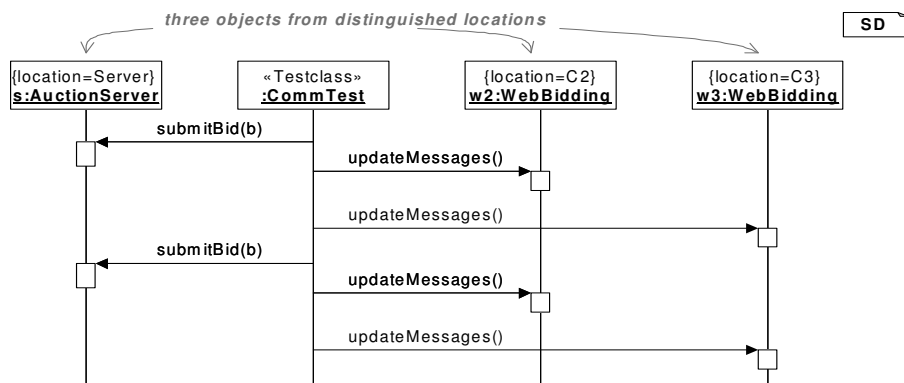 three objects from distinguished locations
SD
{location=Server}
s:AuctionServer
«Testclass»
:CommTest
{location=C2}
w2:WebBidding
{location=C3}
w3:WebBidding
submitBid(b)
updateMessages()
updateMessages()
submitBid(b)
updateMessages()
updateMessages()